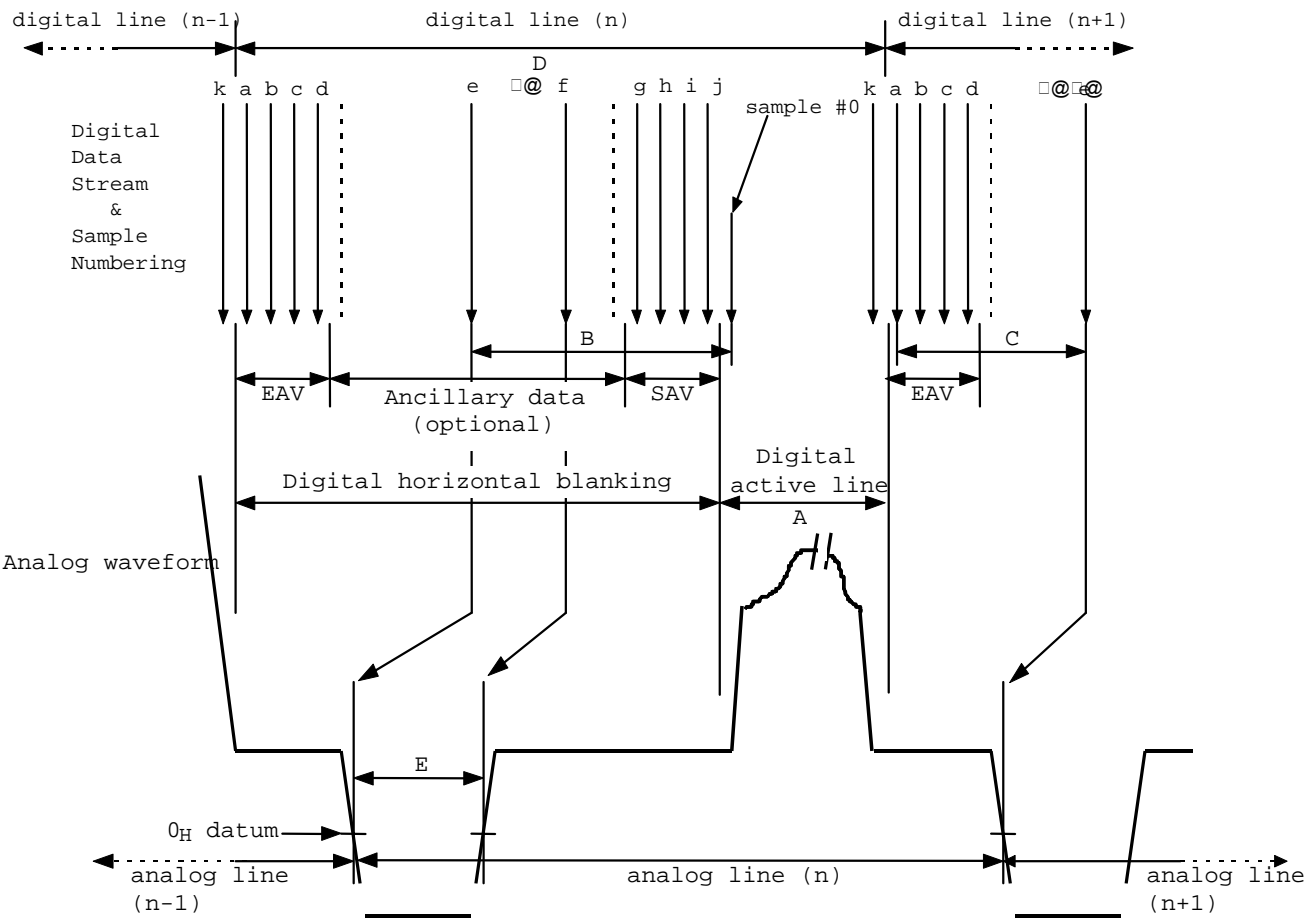 digital line (n-1)
digital line (n)
digital line (n+1)
D
k a b c d
e
□@ f
g h i j
sample #0
k a b c d
□@□@
e
Digital
Data
Stream
&
Sample
Numbering
B
C
EAV
Ancillary data
(optional)
SAV
EAV
Digital horizontal blanking
Digital
active line
A
Analog waveform
E
0H datum
analog line
(n-1)
analog line (n)
analog line
(n+1)